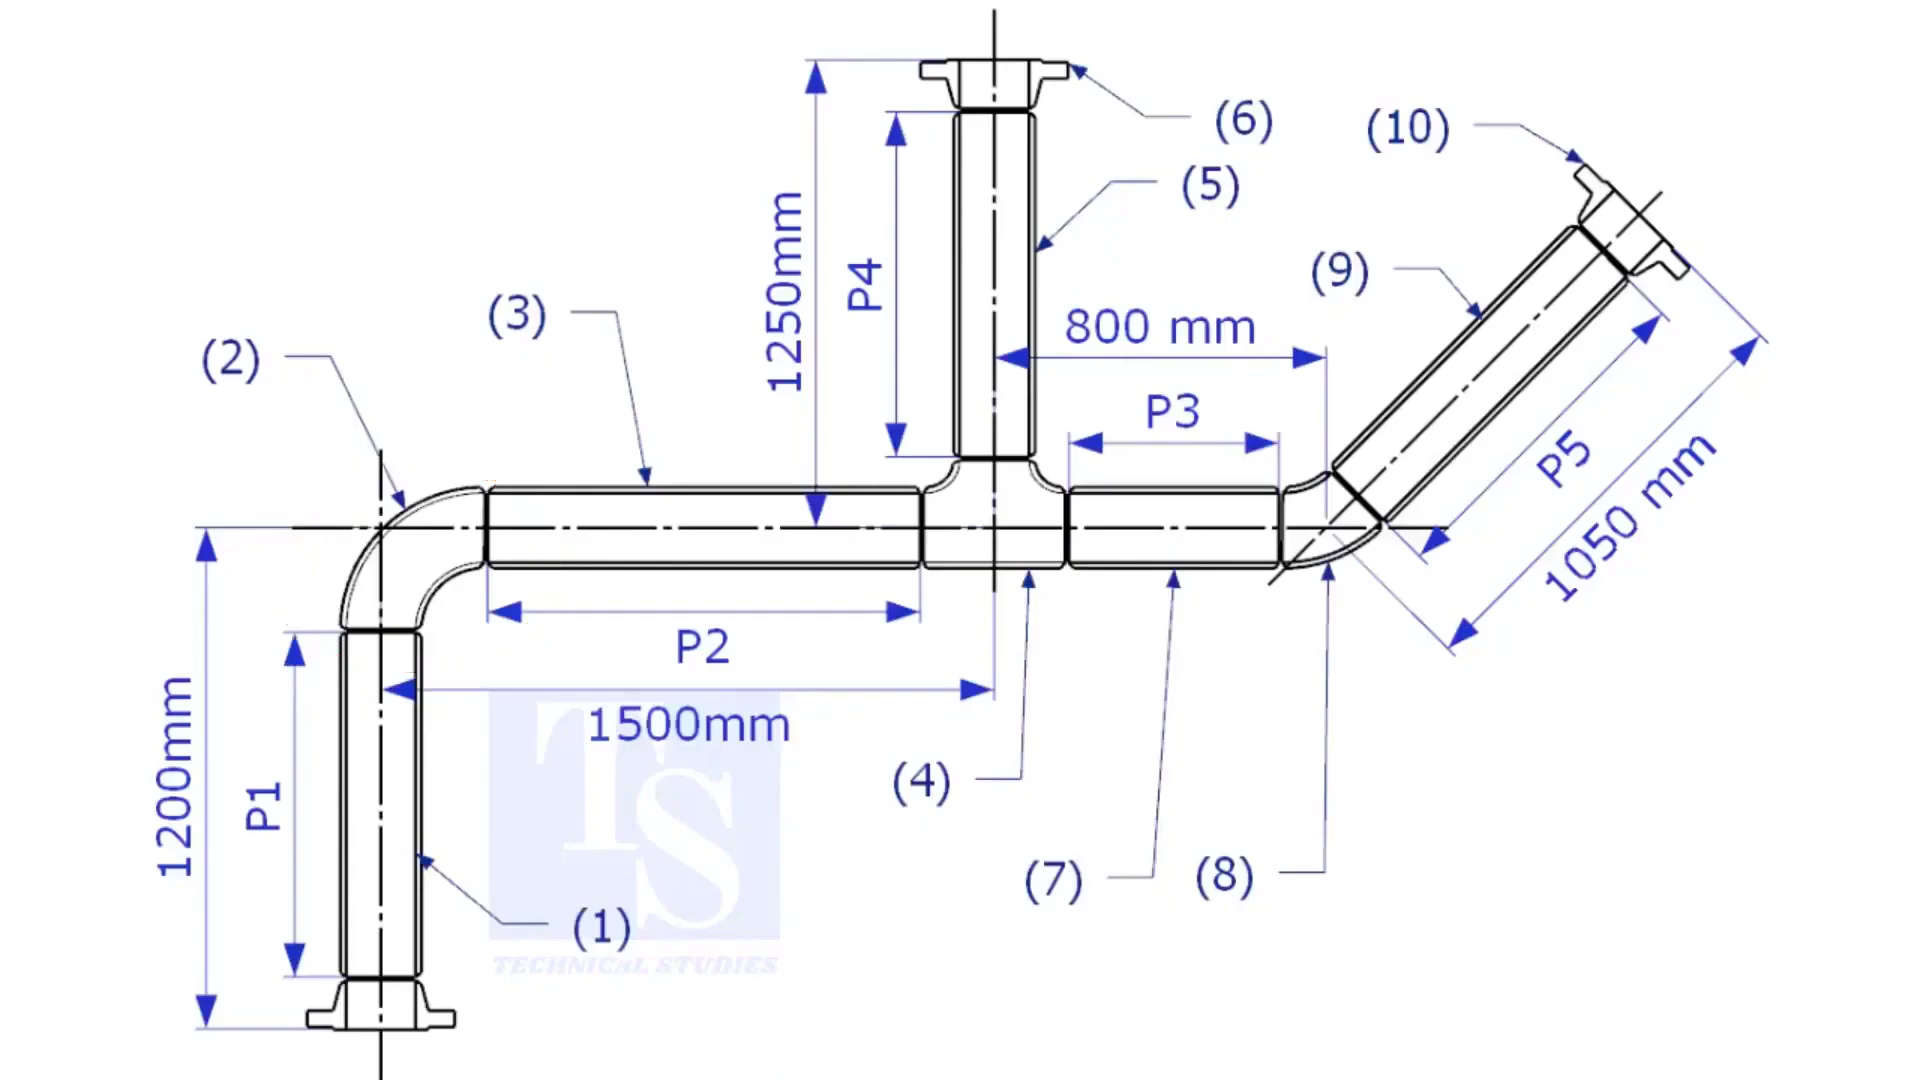 (6)
(10)
(5)
1250mm
P4
(9)
(3)
800 mm
(2)
P3
P5
1050 mm
P2
1500mm
1200mm
P1
(4)
(7)
(8)
(1)
TS
TECHNICAL STUDIES